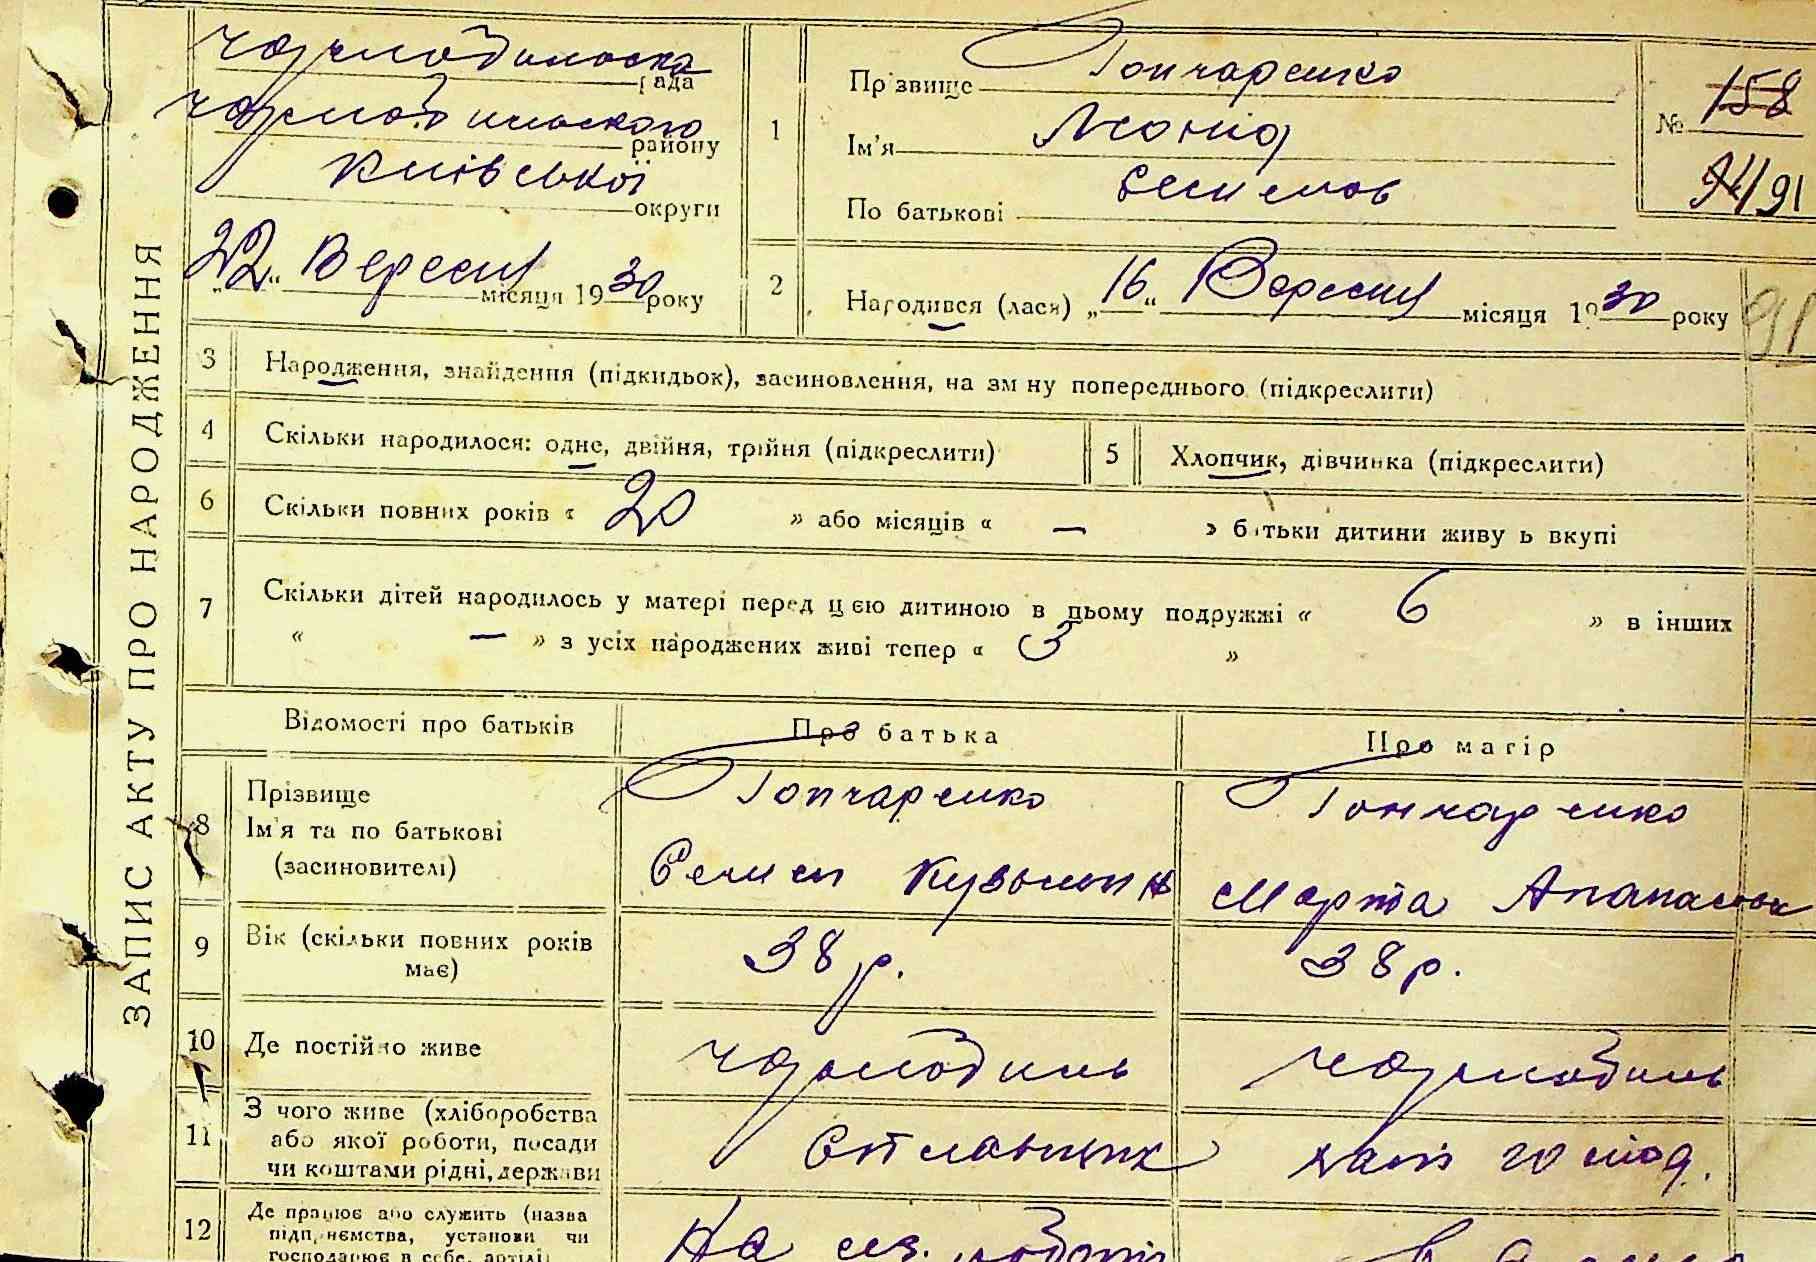 ЗАПИС АКТУ ПРО НАРОДЖЕННЯ
Чорнобильська рада
Чорнобильського району
Київської округи
„22“ Вересня місяця 1930 року
1
Прізвище Гончаренко
Ім'я Леонид
По батькові
№ 158
94/91
2
Народився (лася) „16“ Вересня місяця 1930 року
91
3 Народження, знайдення (підкидьок), засиновлення, на зміну попереднього (підкреслити)
4 Скільки народилося: одне, двійня, трійня (підкреслити)
5 Хлопчик, дівчинка (підкреслити)
6 Скільки повних років « 20 » або місяців « — » батьки дитини живуть вкупі
7 Скільки дітей народилось у матері перед цією дитиною в цьому подружжі « 6 » в інших
« — » з усіх народжених живі тепер « 3 »
Відомості про батьків Про батька Про матір
8 Прізвище Гончаренко Гончаренко
Ім'я та по батькові
(засиновителі) Марта
9 Вік (скільки повних років має) 38 р. 38 р.
10 Де постійно живе Чорнобиль Чорнобиль
11 З чого живе (хліборобства
або якої роботи, посади
чи коштами рідні, держави
12 Де працює або служить (назва
підприємства, установи чи
господарює в себе, артілі)
На